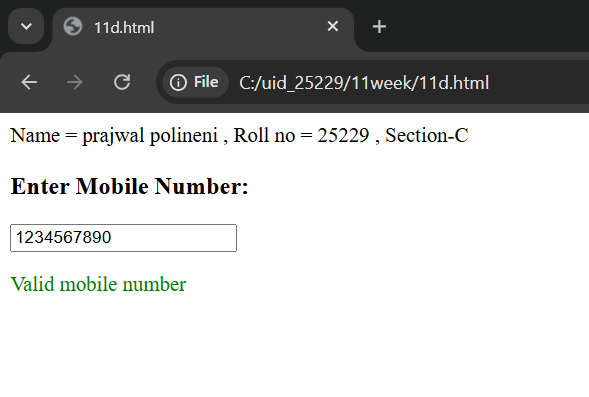 11d.html
File C:/uid_25229/11week/11d.html
Name = prajwal polineni , Roll no = 25229 , Section-C
Enter Mobile Number:
1234567890
Valid mobile number